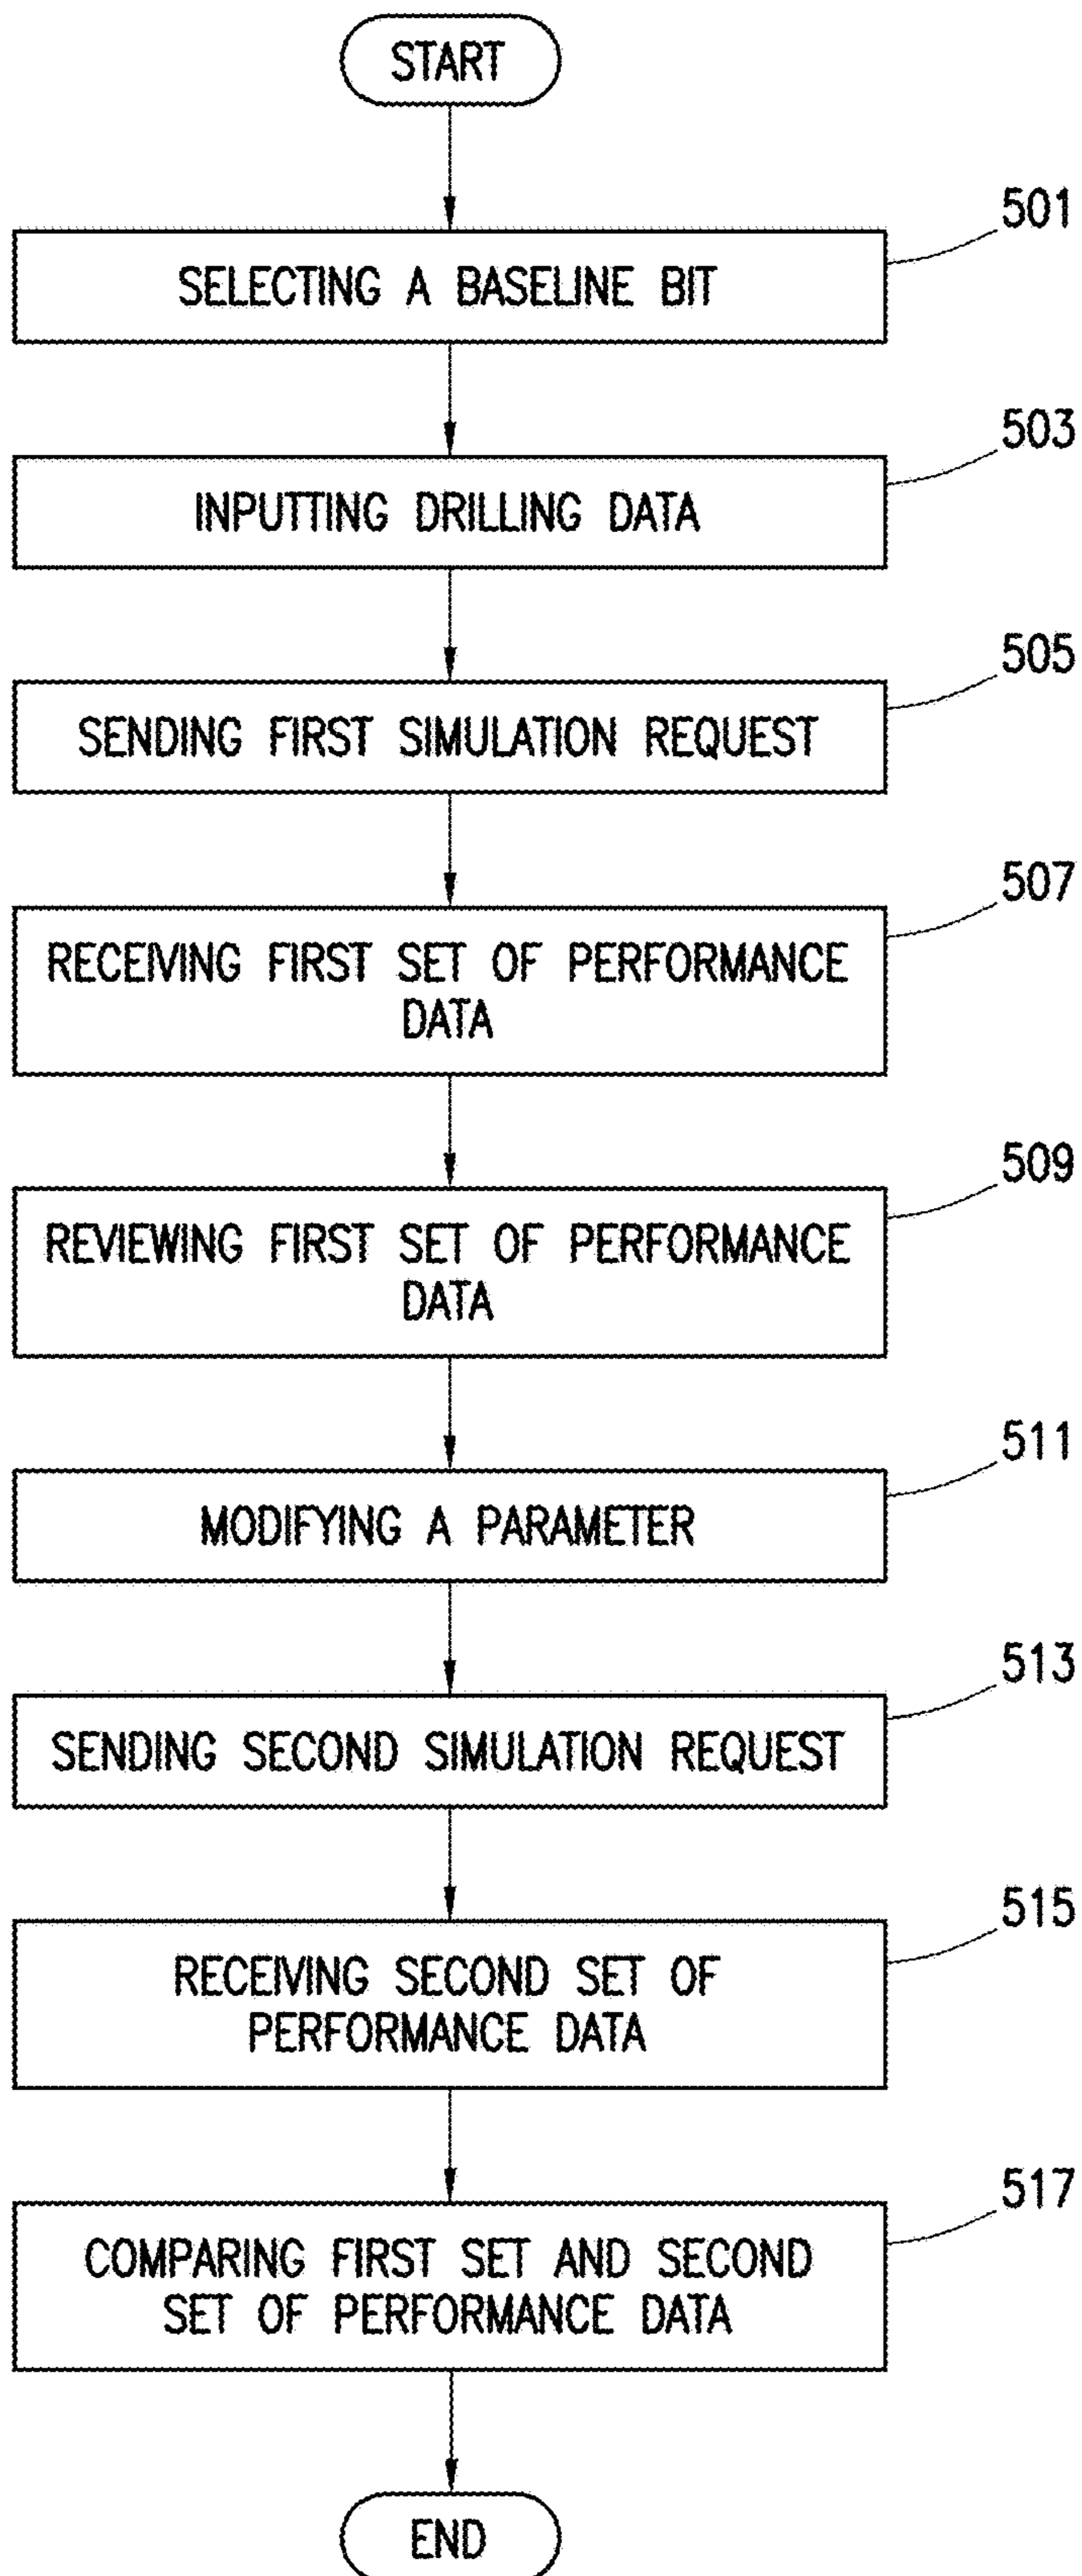 START
501
SELECTING A BASELINE BIT
503
INPUTTING DRILLING DATA
505
SENDING FIRST SIMULATION REQUEST
507
RECEIVING FIRST SET OF PERFORMANCE
DATA
509
REVIEWING FIRST SET OF PERFORMANCE
DATA
511
MODIFYING A PARAMETER
513
SENDING SECOND SIMULATION REQUEST
515
RECEIVING SECOND SET OF
PERFORMANCE DATA
517
COMPARING FIRST SET AND SECOND
SET OF PERFORMANCE DATA
END